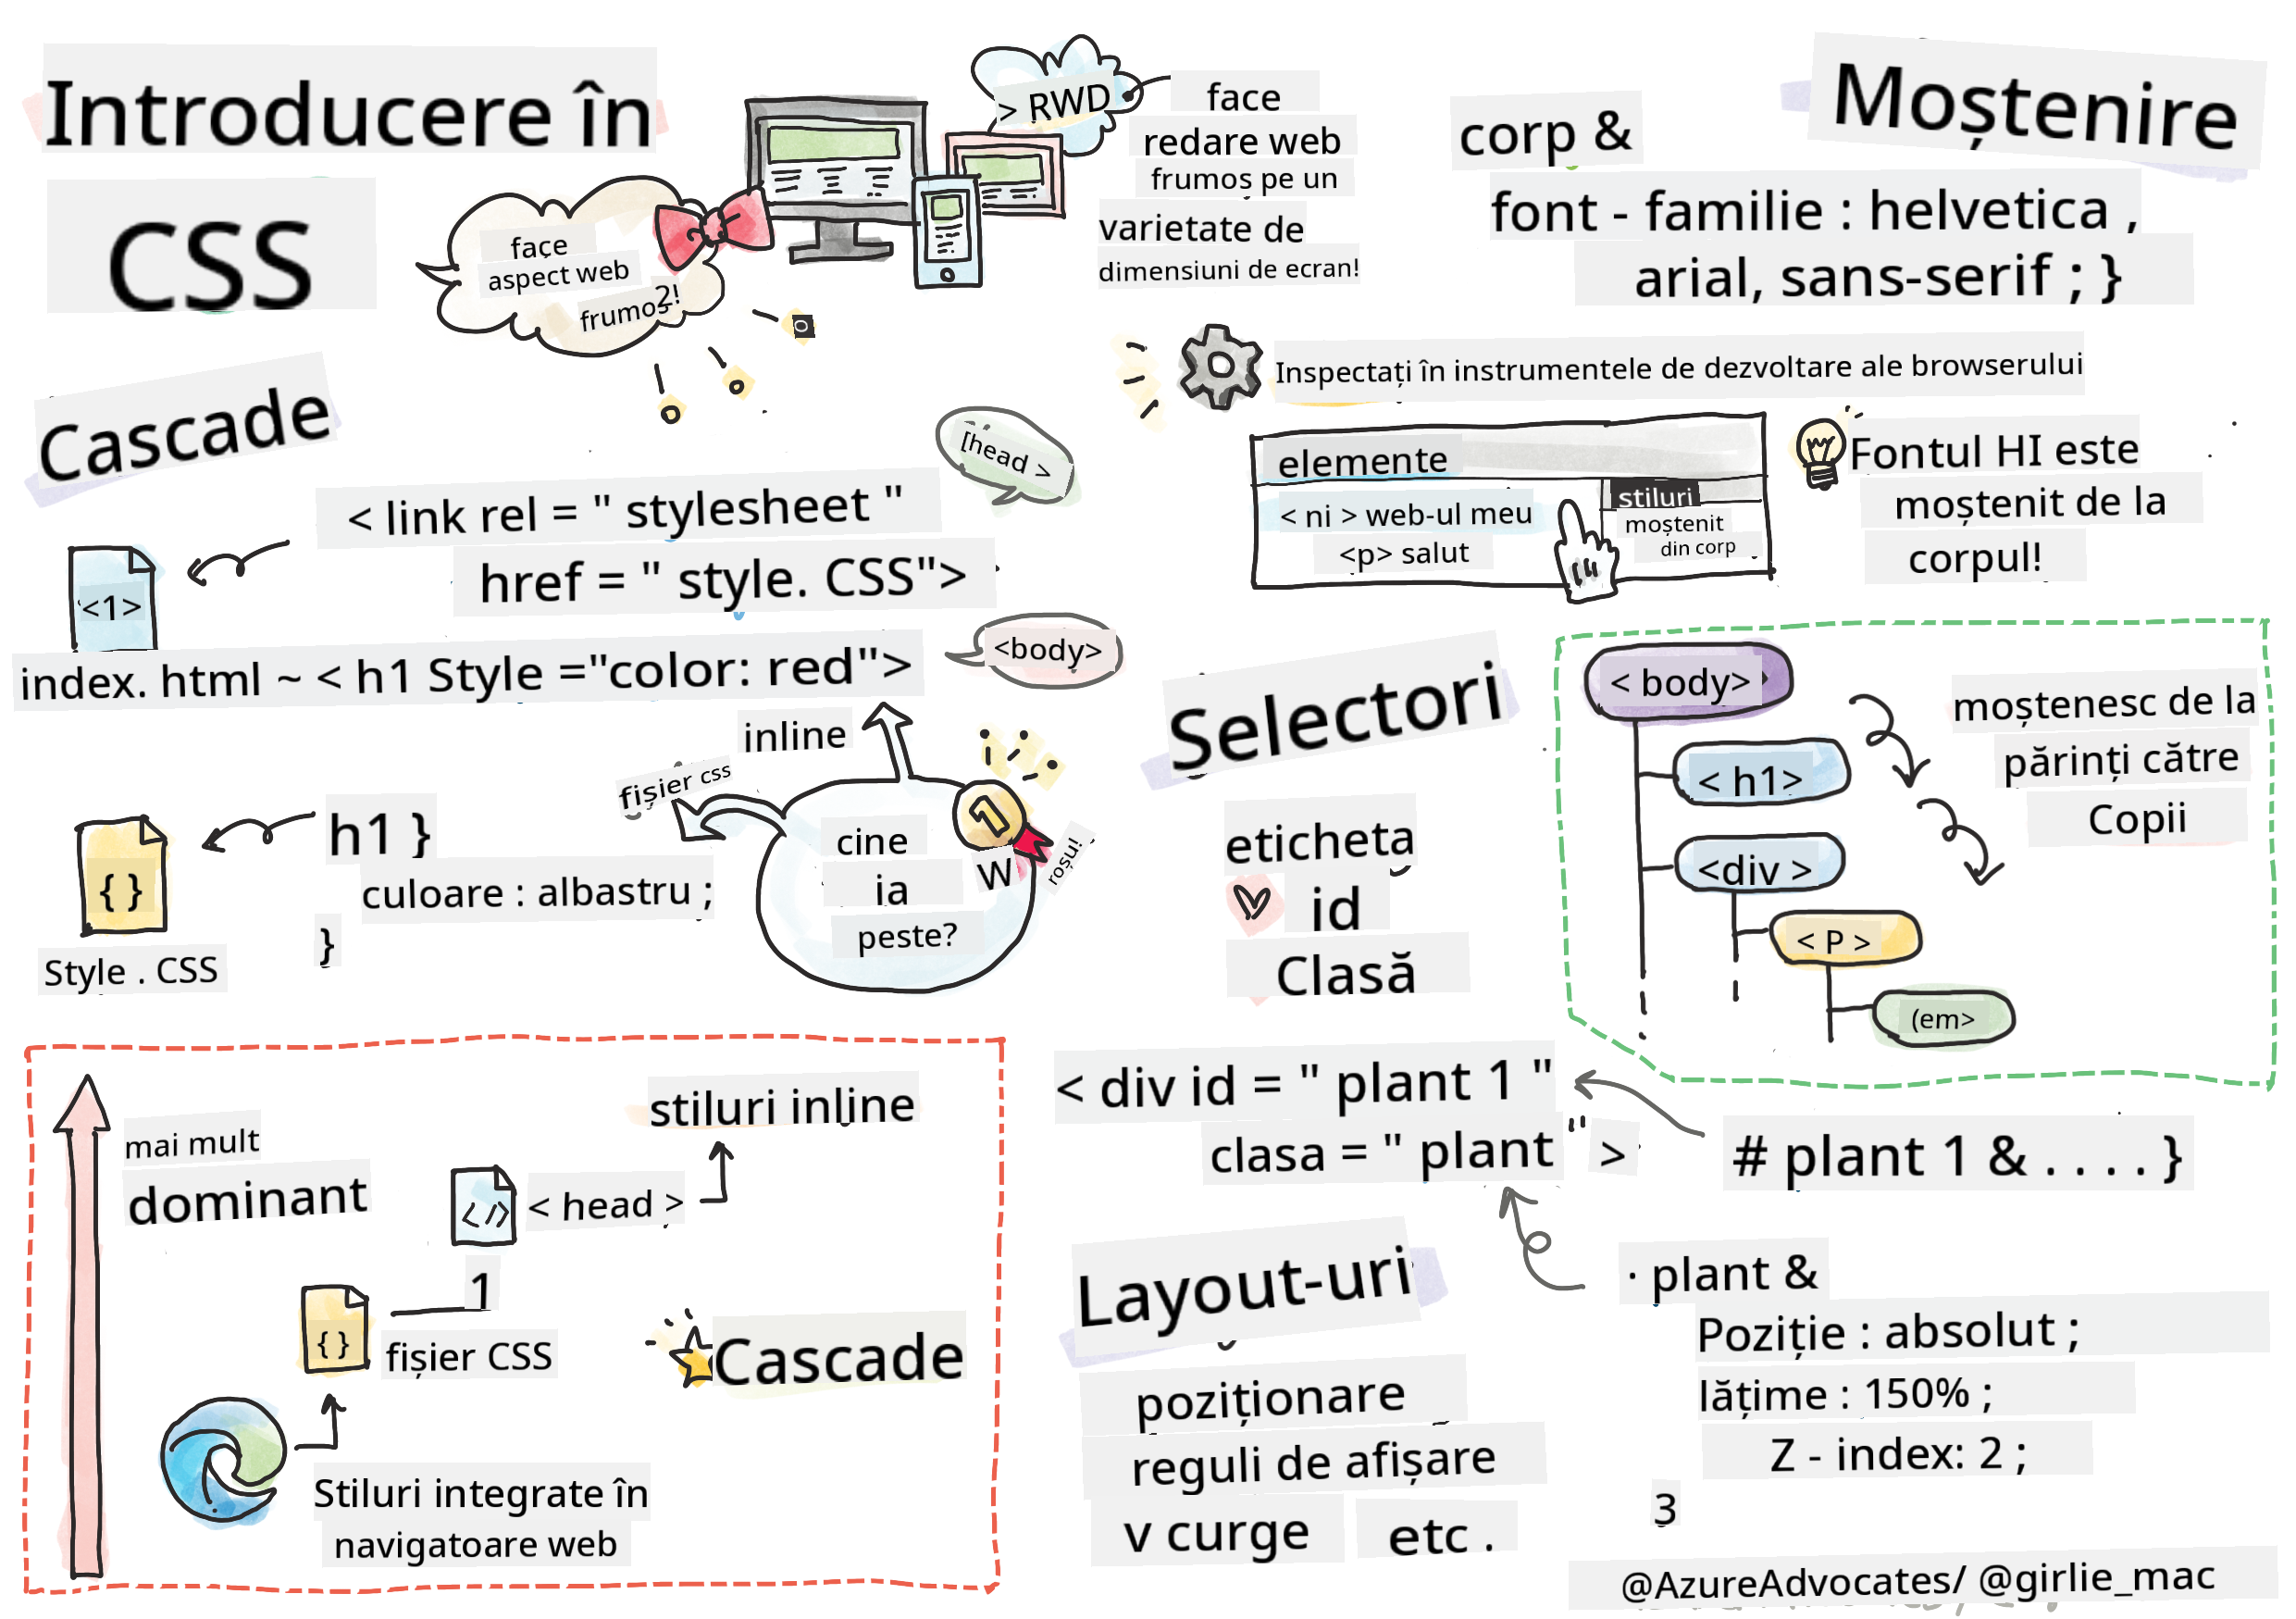 Introducere în
CSS
face
aspect web
frumos2!
> RWD
face
redare web
frumos pe un
varietate de
dimensiuni de ecran!
Moștenire
corp &
font - familie : helvetica ,
arial, sans-serif ; }
Inspectați în instrumentele de dezvoltare ale browserului
elemente
< ni > web-ul meu
<p> salut
stiluri
moștenit
din corp
Fontul HI este
moștenit de la
corpul!
Cascade
[head >
< link rel = " stylesheet "
href = " style. CSS">
<1>
index. html ~ < h1 Style ="color: red">
<body>
inline
fișier css
h1 }
culoare : albastru ;
}
{ }
Style . CSS
cine
ia
peste?
1
W
roșu!
Selectori
eticheta
id
Clasă
< body>
< h1>
<div >
< P >
(em>
moștenesc de la
părinți către
Copii
mai mult
dominant
stiluri inline
</>
< head >
1
{ }
fișier CSS
Cascade
Stiluri integrate în
navigatoare web
< div id = " plant 1 "
clasa = " plant " >
# plant 1 & . . . . }
· plant &
Poziție : absolut ;
lățime : 150% ;
Z - index: 2 ;
3
Layout-uri
poziționare
reguli de afișare
v curge etc .
@AzureAdvocates/ @girlie_mac